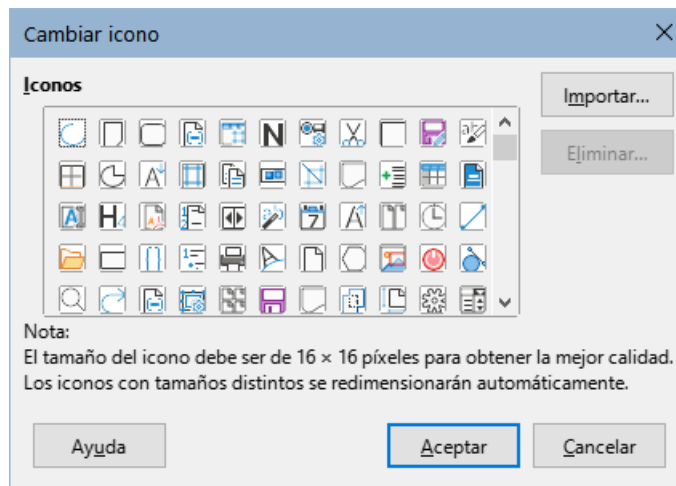 Cambiar icono
Iconos
Importar...
Eliminar...
Nota:
El tamaño del icono debe ser de 16 × 16 píxeles para obtener la mejor calidad.
Los iconos con tamaños distintos se redimensionarán automáticamente.
Ayuda
Aceptar
Cancelar